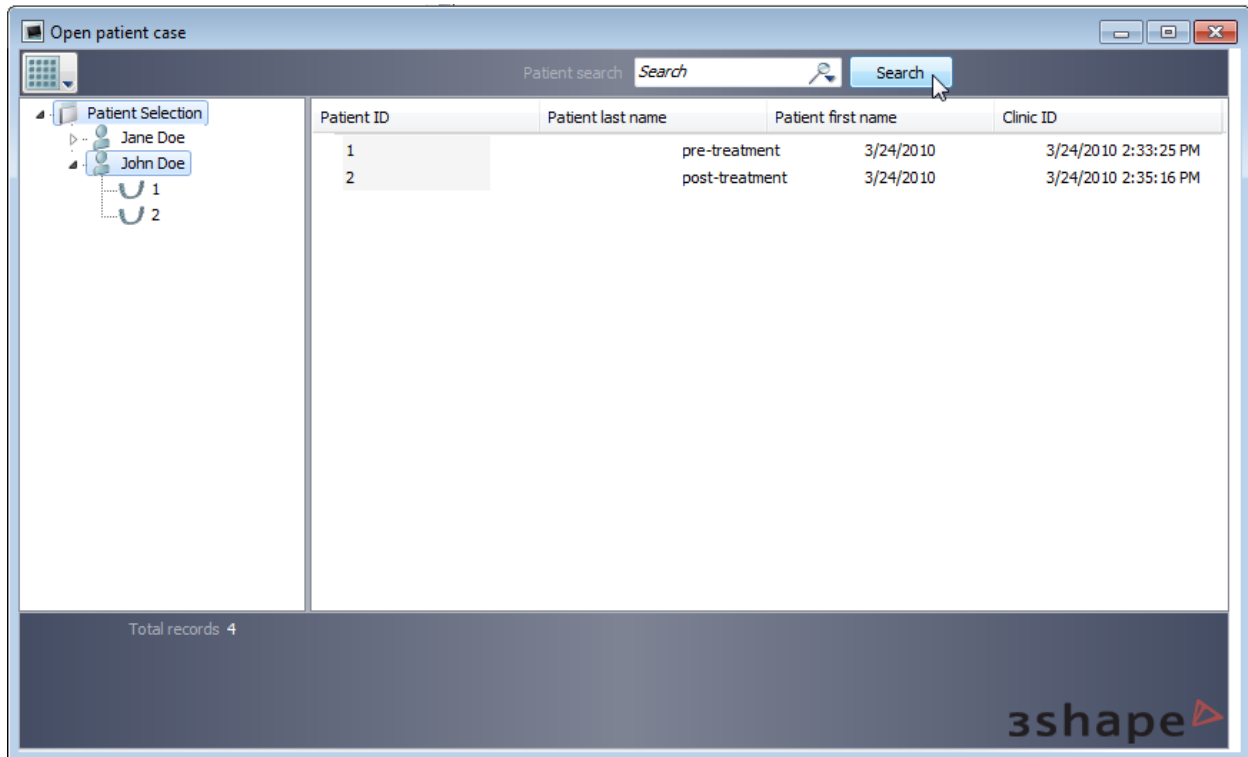 Open patient case
Patient search Search Search
Patient Selection
Jane Doe
John Doe
1
2
Patient ID Patient last name Patient first name Clinic ID
1 pre-treatment 3/24/2010 3/24/2010 2:33:25 PM
2 post-treatment 3/24/2010 3/24/2010 2:35:16 PM
Total records 4
3shape